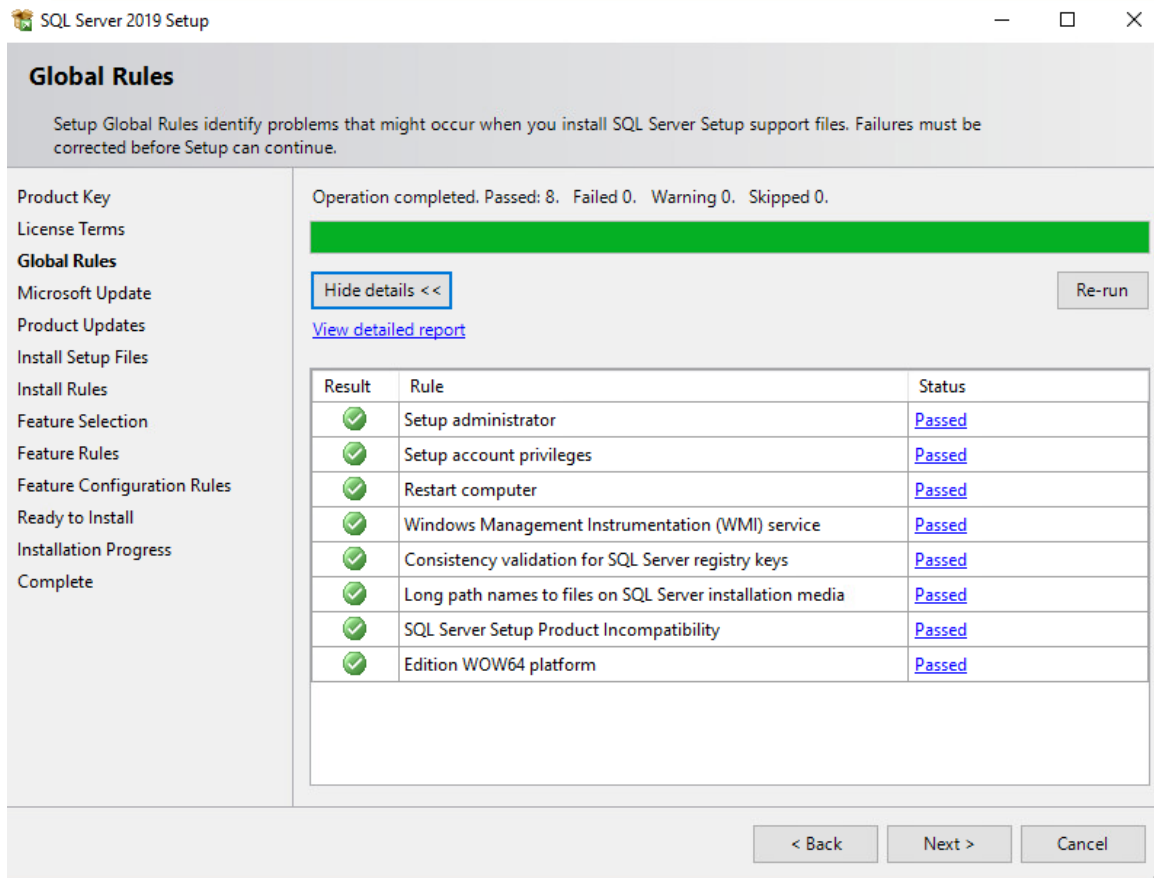 SQL Server 2019 Setup
Global Rules
Setup Global Rules identify problems that might occur when you install SQL Server Setup support files. Failures must be
corrected before Setup can continue.
Product Key
License Terms
Global Rules
Microsoft Update
Product Updates
Install Setup Files
Install Rules
Feature Selection
Feature Rules
Feature Configuration Rules
Ready to Install
Installation Progress
Complete
Operation completed. Passed: 8.   Failed 0.   Warning 0.   Skipped 0.
Hide details <<
Re-run
View detailed report
Result Rule Status
Setup administrator Passed
Setup account privileges Passed
Restart computer Passed
Windows Management Instrumentation (WMI) service Passed
Consistency validation for SQL Server registry keys Passed
Long path names to files on SQL Server installation media Passed
SQL Server Setup Product Incompatibility Passed
Edition WOW64 platform Passed
< Back Next > Cancel